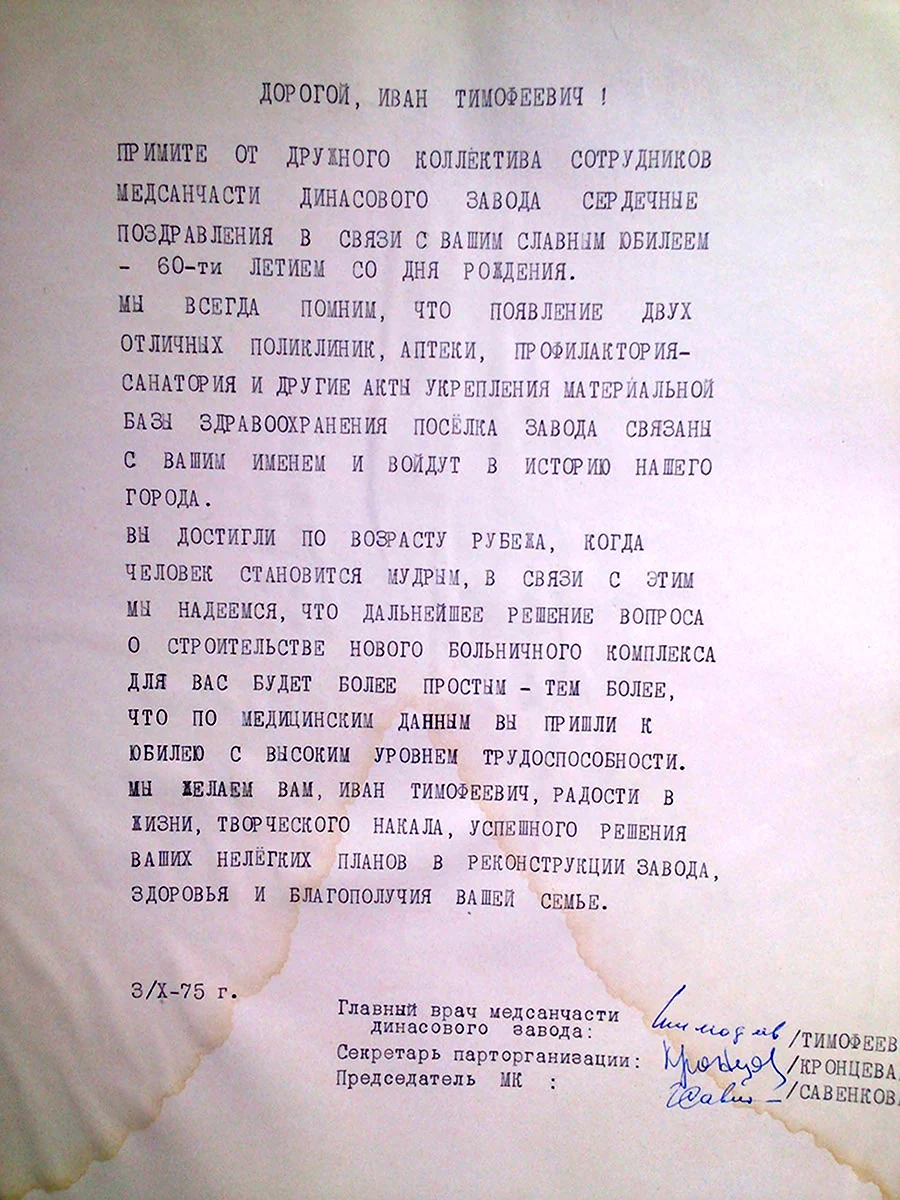 ДОРОГОЙ, ИВАН ТИМОФЕЕВИЧ !
ПРИМИТЕ ОТ ДРУЖНОГО КОЛЛЕКТИВА СОТРУДНИКОВ
МЕДСАНЧАСТИ ДИНАСОВОГО ЗАВОДА СЕРДЕЧНЫЕ
ПОЗДРАВЛЕНИЯ В СВЯЗИ С ВАШИМ СЛАВНЫМ ЮБИЛЕЕМ
- 60-ти ЛЕТИЕМ СО ДНЯ РОЖДЕНИЯ.
МЫ ВСЕГДА ПОМНИМ, ЧТО ПОЯВЛЕНИЕ ДВУХ
ОТЛИЧНЫХ ПОЛИКЛИНИК, АПТЕКИ, ПРОФИЛАКТОРИЯ-
САНАТОРИЯ И ДРУГИЕ АКТЫ УКРЕПЛЕНИЯ МАТЕРИАЛЬНОЙ
БАЗЫ ЗДРАВООХРАНЕНИЯ ПОСЁЛКА ЗАВОДА СВЯЗАНЫ
С ВАШИМ ИМЕНЕМ И ВОЙДУТ В ИСТОРИЮ НАШЕГО
ГОРОДА.
ВЫ ДОСТИГЛИ ПО ВОЗРАСТУ РУБЕЖА, КОГДА
ЧЕЛОВЕК СТАНОВИТСЯ МУДРЫМ, В СВЯЗИ С ЭТИМ
МЫ НАДЕЕМСЯ, ЧТО ДАЛЬНЕЙШЕЕ РЕШЕНИЕ ВОПРОСА
О СТРОИТЕЛЬСТВЕ НОВОГО БОЛЬНИЧНОГО КОМПЛЕКСА
ДЛЯ ВАС БУДЕТ БОЛЕЕ ПРОСТЫМ - ТЕМ БОЛЕЕ,
ЧТО ПО МЕДИЦИНСКИМ ДАННЫМ ВЫ ПРИШЛИ К
ЮБИЛЕЮ С ВЫСОКИМ УРОВНЕМ ТРУДОСПОСОБНОСТИ.
МЫ ЖЕЛАЕМ ВАМ, ИВАН ТИМОФЕЕВИЧ, РАДОСТИ В
ЖИЗНИ, ТВОРЧЕСКОГО НАКАЛА, УСПЕШНОГО РЕШЕНИЯ
ВАШИХ НЕЛЁГКИХ ПЛАНОВ В РЕКОНСТРУКЦИИ ЗАВОДА,
ЗДОРОВЬЯ И БЛАГОПОЛУЧИЯ ВАШЕЙ СЕМЬЕ.
3/X-75 г.
Главный врач медсанчасти
динасового завода: /ТИМОФЕЕВ
Секретарь парторганизации: /КРОНЦЕВА
Председатель МК : /САВЕНКОВ